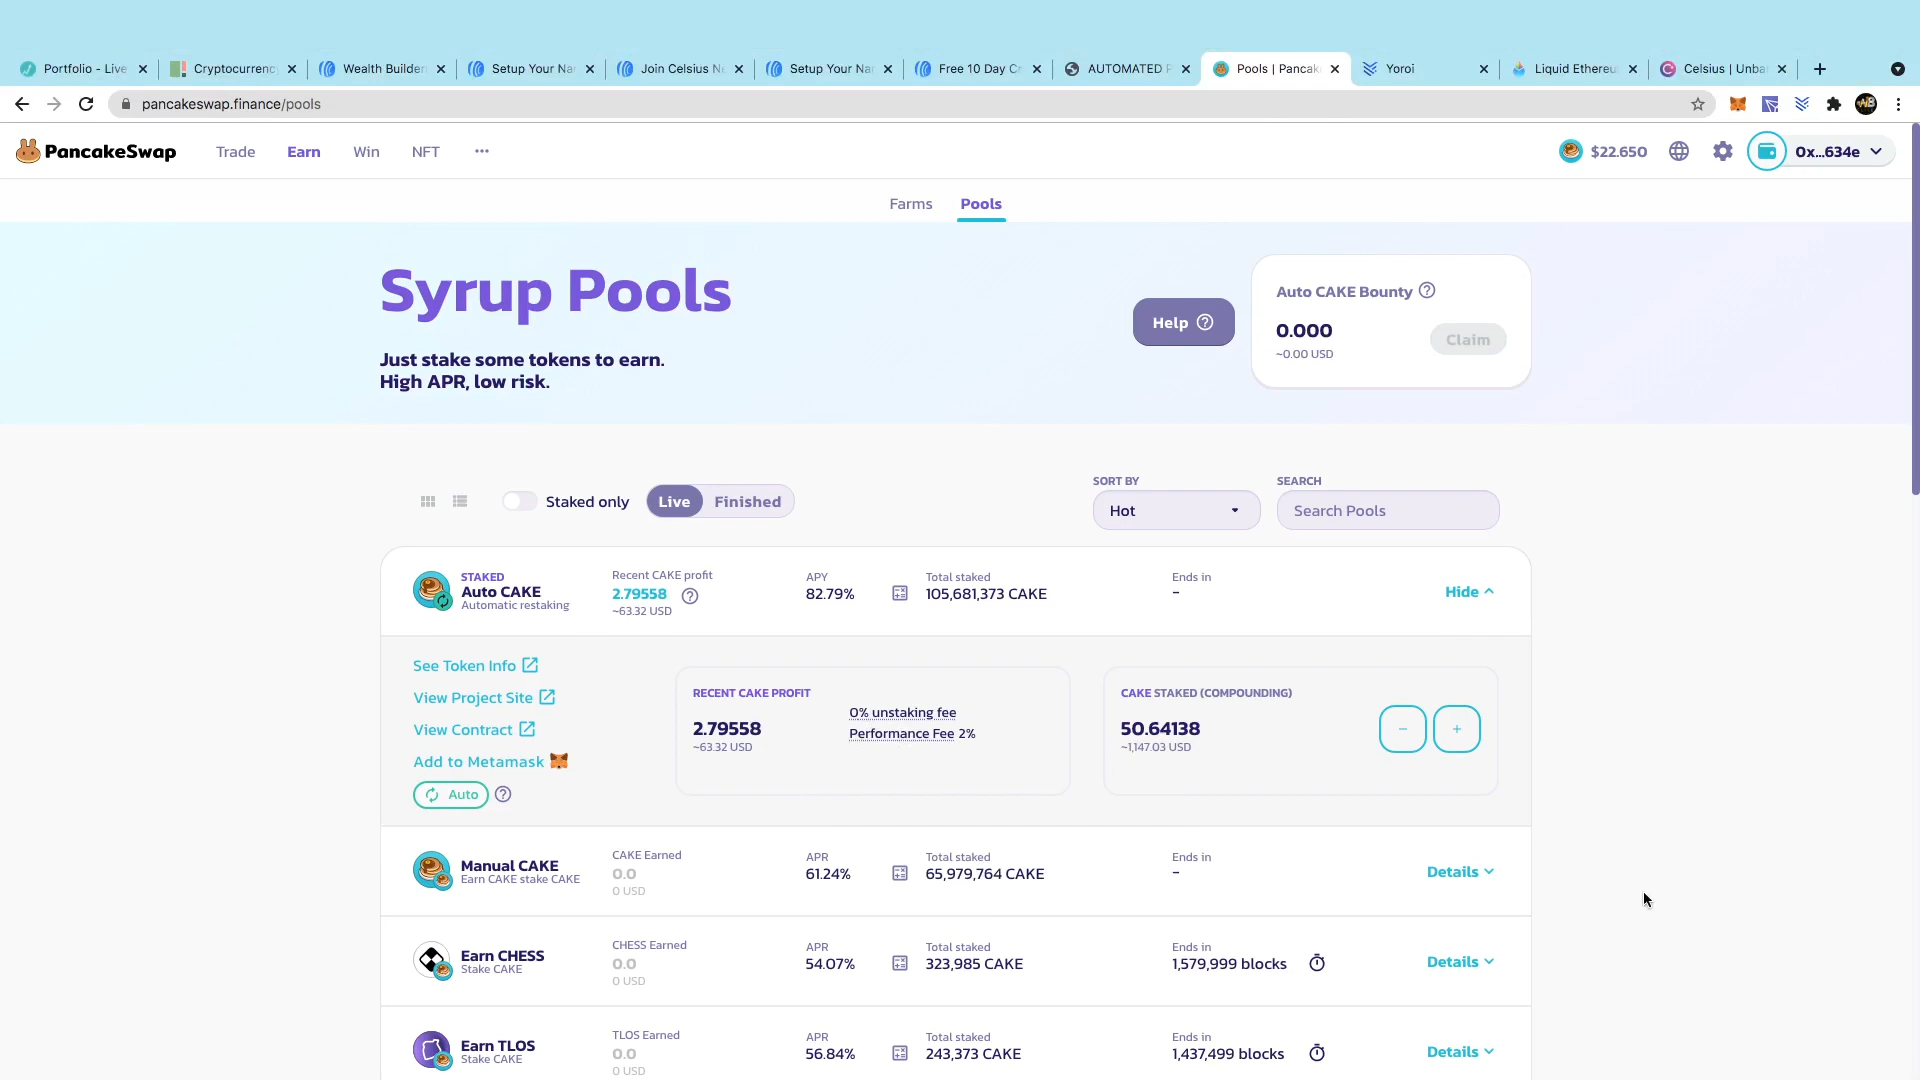 Portfolio - Live
Cryptocurrenc
Wealth Builder
Setup Your Na
Join Celsius Ne
Setup Your Nar
Free 10 Day C
AUTOMATED P
Pools | Pancak
Yoroi
Liquid Ethereu
Celsius | Unba
pancakeswap.finance/pools
PancakeSwap
Trade
Earn
Win
NFT
$22.650
0x...634e
Farms
Pools
Syrup Pools
Just stake some tokens to earn.
High APR, low risk.
Help
Auto CAKE Bounty
0.000
~0.00 USD
Claim
Staked only
Live
Finished
SORT BY
Hot
SEARCH
Search Pools
STAKED
Auto CAKE
Automatic restaking
Recent CAKE profit
2.79558
~63.32 USD
APY
82.79%
Total staked
105,681,373 CAKE
Ends in
-
Hide
See Token Info
View Project Site
View Contract
Add to Metamask
Auto
RECENT CAKE PROFIT
2.79558
~63.32 USD
0% unstaking fee
Performance Fee 2%
CAKE STAKED (COMPOUNDING)
50.64138
~1,147.03 USD
Manual CAKE
Earn CAKE stake CAKE
CAKE Earned
0.0
0 USD
APR
61.24%
Total staked
65,979,764 CAKE
Ends in
-
Details
Earn CHESS
Stake CAKE
CHESS Earned
0.0
0 USD
APR
54.07%
Total staked
323,985 CAKE
Ends in
1,579,999 blocks
Details
Earn TLOS
Stake CAKE
TLOS Earned
0.0
0 USD
APR
56.84%
Total staked
243,373 CAKE
Ends in
1,437,499 blocks
Details